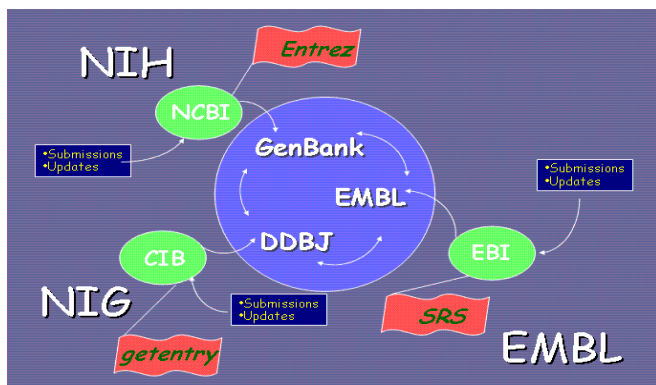 Entrez
NIH
NCBI
•Submissions
•Updates
GenBank
•Submissions
•Updates
EMBL
DDBJ
CIB
EBI
NIG
•Submissions
•Updates
SRS
getentry
EMBL